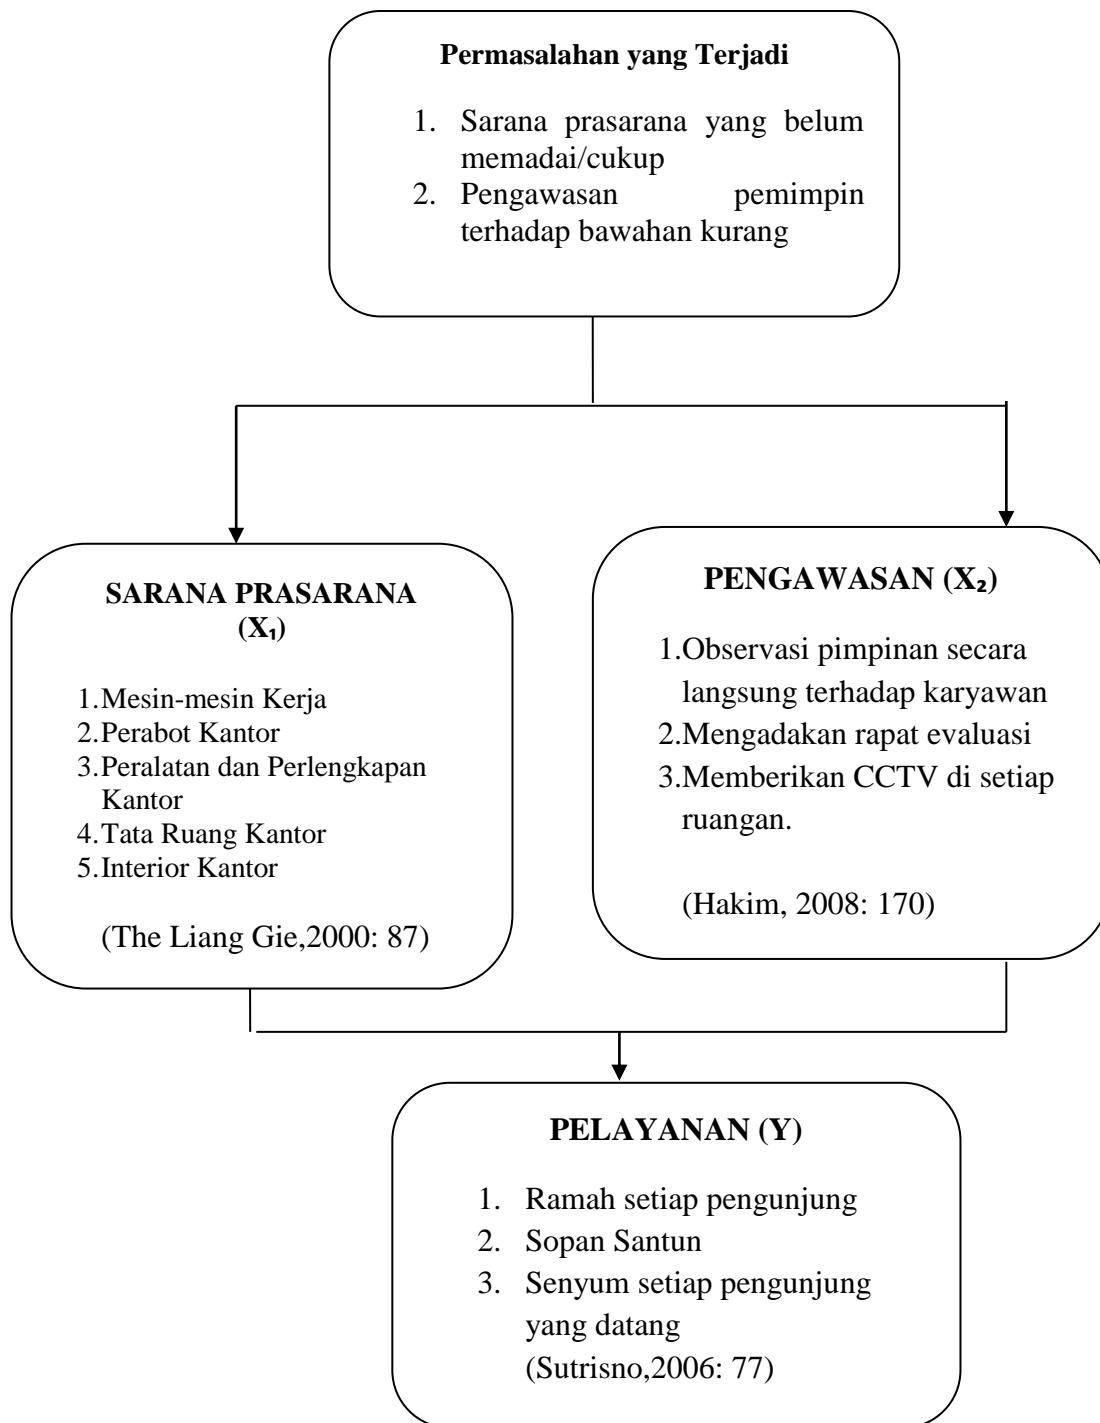 Permasalahan yang Terjadi
1. Sarana prasarana yang belum
memadai/cukup
2. Pengawasan pemimpin
terhadap bawahan kurang
SARANA PRASARANA
(X₁)
1.Mesin-mesin Kerja
2.Perabot Kantor
3.Peralatan dan Perlengkapan
Kantor
4.Tata Ruang Kantor
5.Interior Kantor
(The Liang Gie,2000: 87)
PENGAWASAN (X₂)
1.Observasi pimpinan secara
langsung terhadap karyawan
2.Mengadakan rapat evaluasi
3.Memberikan CCTV di setiap
ruangan.
(Hakim, 2008: 170)
PELAYANAN (Y)
1. Ramah setiap pengunjung
2. Sopan Santun
3. Senyum setiap pengunjung
yang datang
(Sutrisno,2006: 77)